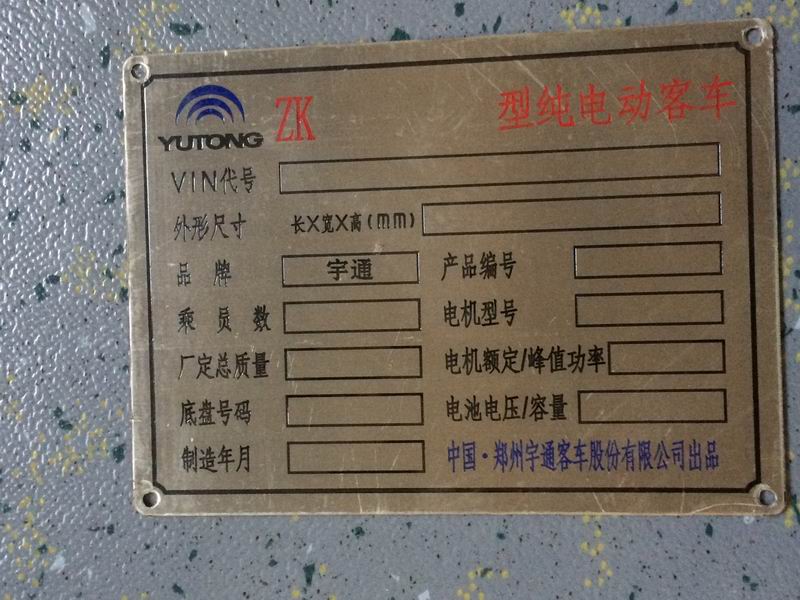 YUTONG ZK 型纯电动客车
VIN代号
外形尺寸 长X宽X高(mm)
品牌 宇通 产品编号
乘员数 电机型号
厂定总质量 电机额定/峰值功率
底盘号码 电池电压/容量
制造年月 中国·郑州宇通客车股份有限公司出品